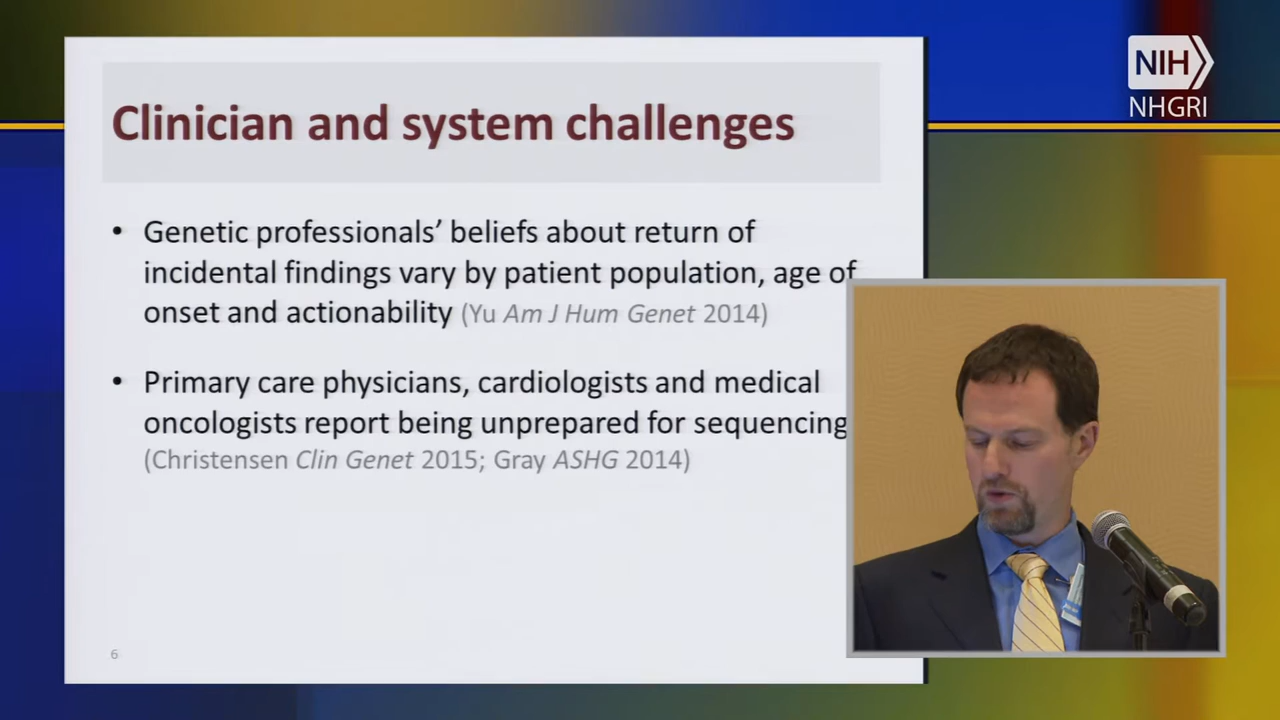 NIH
NHGRI
Clinician and system challenges
• Genetic professionals’ beliefs about return of
incidental findings vary by patient population, age of
onset and actionability (Yu Am J Hum Genet 2014)
• Primary care physicians, cardiologists and medical
oncologists report being unprepared for sequencing
(Christensen Clin Genet 2015; Gray ASHG 2014)
6